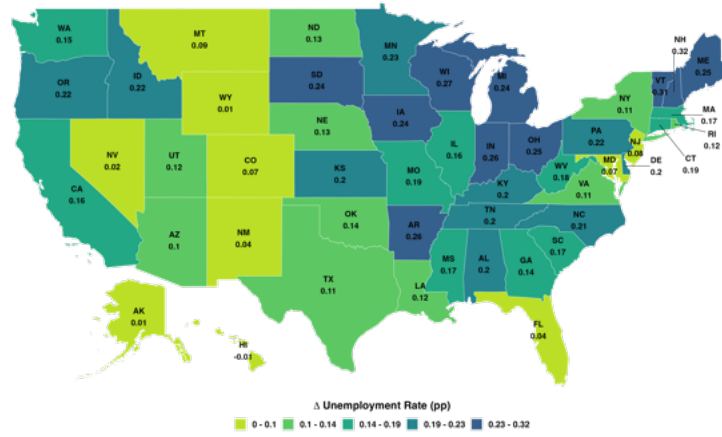 WA
0.15
MT
0.09
ND
0.13
MN
0.23
OR
0.22
ID
0.22
WY
0.01
SD
0.24
WI
0.27
MI
0.24
NH
0.32
VT
0.31
ME
0.25
NY
0.11
MA
0.17
RI
0.12
CT
0.19
NV
0.02
UT
0.12
CO
0.07
NE
0.13
IA
0.24
IL
0.16
IN
0.26
OH
0.25
PA
0.22
NJ
0.08
DE
0.2
MD
0.07
CA
0.16
KS
0.2
MO
0.19
KY
0.2
WV
0.18
VA
0.11
AZ
0.1
NM
0.04
OK
0.14
AR
0.26
TN
0.2
NC
0.21
SC
0.17
TX
0.11
LA
0.12
MS
0.17
AL
0.2
GA
0.14
FL
0.04
AK
0.01
HI
Δ Unemployment Rate (pp)
0 - 0.1
0.1 - 0.14
0.14 - 0.19
0.19 - 0.23
0.23 - 0.32